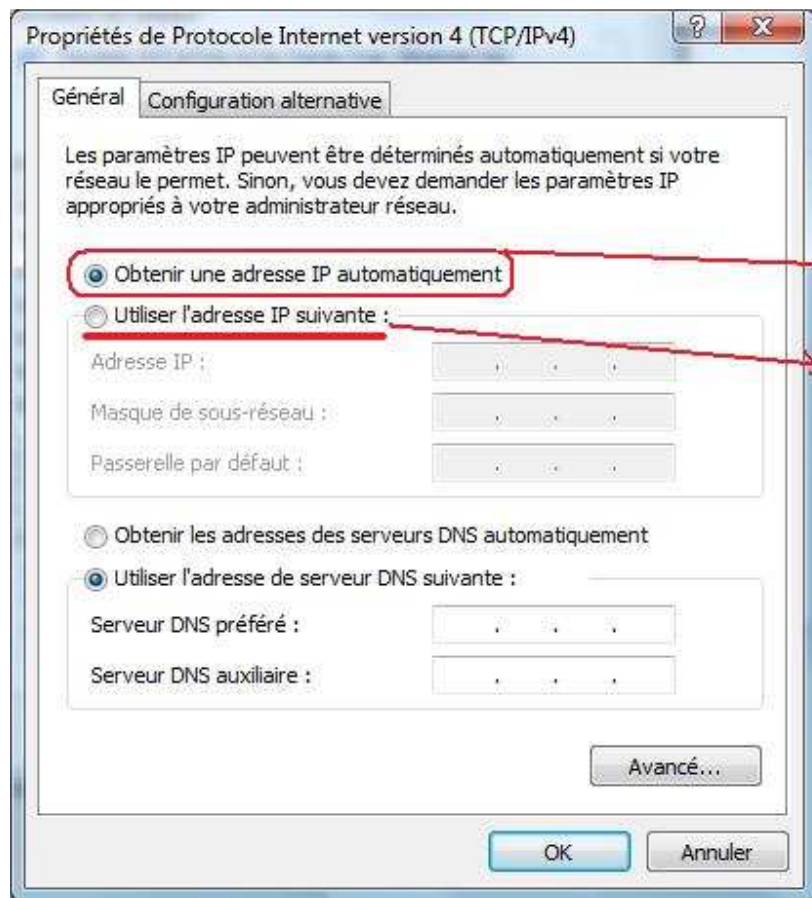 Propriétés de Protocole Internet version 4 (TCP/IPv4)
?
X
Général
Configuration alternative
Les paramètres IP peuvent être déterminés automatiquement si votre
réseau le permet. Sinon, vous devez demander les paramètres IP
appropriés à votre administrateur réseau.
Obtenir une adresse IP automatiquement
Utiliser l'adresse IP suivante :
Adresse IP : . . .
Masque de sous-réseau : . . .
Passerelle par défaut : . . .
Obtenir les adresses des serveurs DNS automatiquement
Utiliser l'adresse de serveur DNS suivante :
Serveur DNS préféré : . . .
Serveur DNS auxiliaire : . . .
Avancé...
OK
Annuler